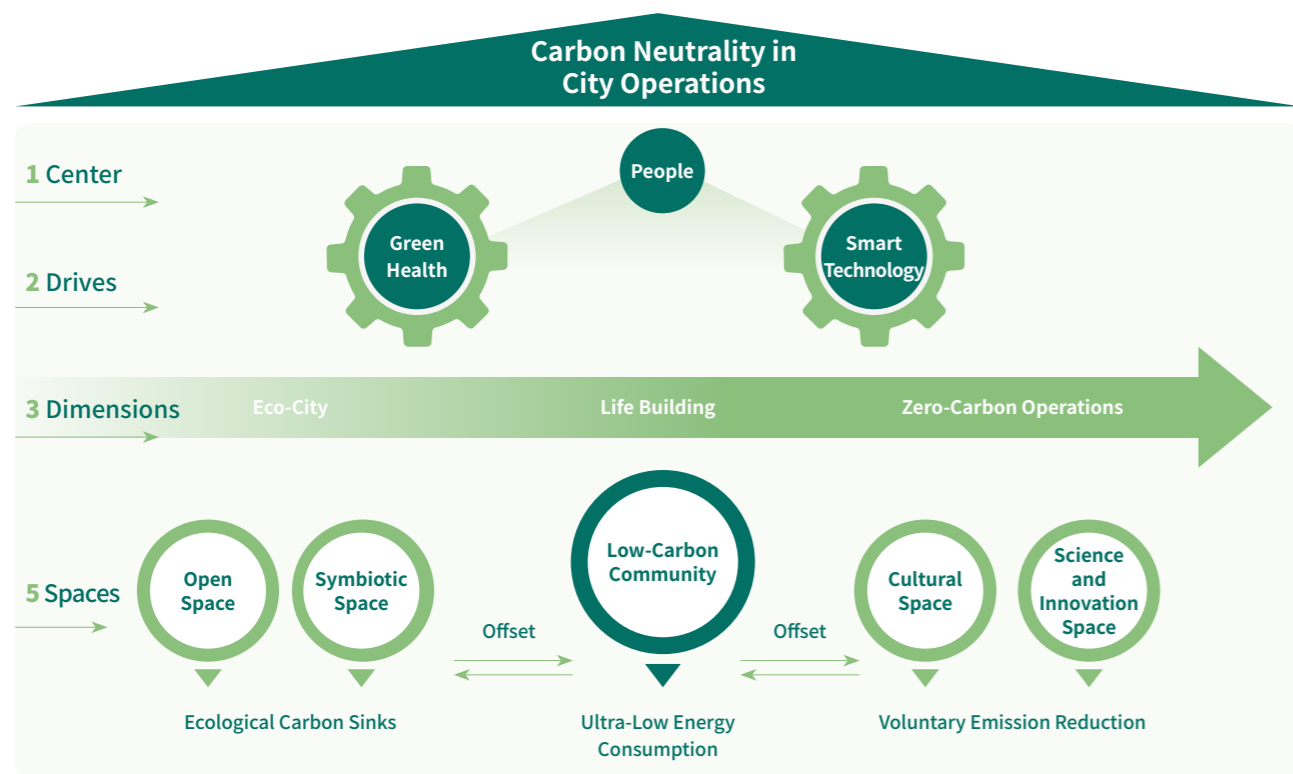 Carbon Neutrality in
City Operations
1 Center
People
Green
Health
Smart
Technology
2 Drives
3 Dimensions
Eco-City
Life Building
Zero-Carbon Operations
5 Spaces
Open
Space
Symbiotic
Space
Low-Carbon
Community
Cultural
Space
Science
and
Innovation
Space
Offset
Offset
Ecological Carbon Sinks
Ultra-Low Energy
Consumption
Voluntary Emission Reduction